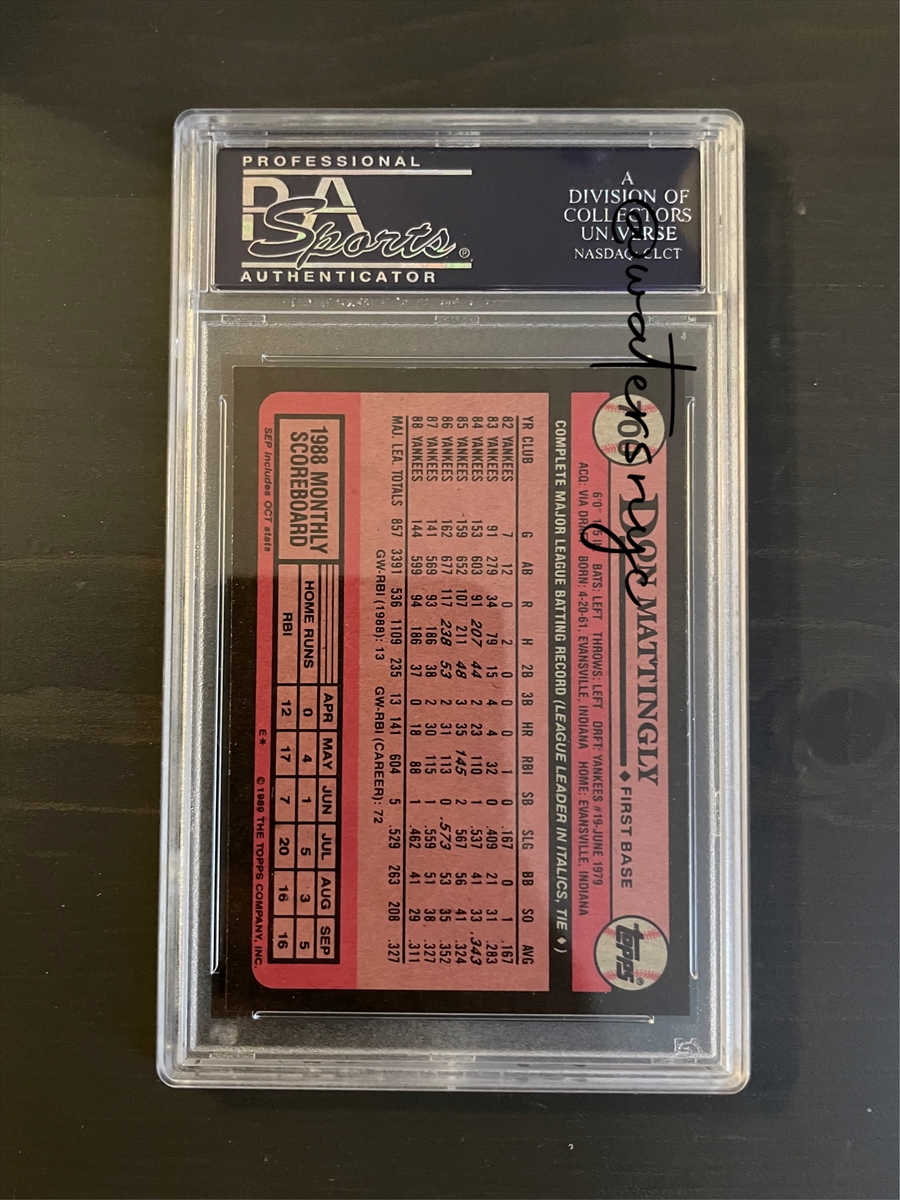 PROFESSIONAL
PSA
Sports®
AUTHENTICATOR
A
DIVISION OF
COLLECTORS
UNIVERSE
NASDAQ: CLCT
@watersnyc
700 DON MATTINGLY ♦ FIRST BASE topps
6'0" BATS: LEFT THROWS: LEFT DRFT: YANKEES #19-JUNE 1979
ACQ: VIA DRAFT BORN: 4-20-61, EVANSVILLE, INDIANA HOME: EVANSVILLE, INDIANA
COMPLETE MAJOR LEAGUE BATTING RECORD (LEAGUE LEADER IN ITALICS, TIE ♦)
YR CLUB G AB R H 2B 3B HR RBI SB SLG BB SO AVG
82 YANKEES 7 12 0 2 0 0 0 1 0 .167 0 1 .167
83 YANKEES 91 279 34 79 15 4 4 32 0 .409 21 31 .283
84 YANKEES 153 603 91 207 44 2 23 110 1 .537 41 33 .343
85 YANKEES 159 652 107 211 48 3 35 145 2 .567 56 41 .324
86 YANKEES 162 677 117 238 53 2 31 113 0 .573 53 35 .352
87 YANKEES 141 569 93 186 38 2 30 115 1 .559 51 38 .327
88 YANKEES 144 599 94 186 37 0 18 88 1 .462 41 29 .311
MAJ. LEA. TOTALS 857 3391 536 1109 235 13 141 604 5 .529 263 208 .327
GW-RBI (1988): 13 GW-RBI (CAREER): 72
1988 MONTHLY
SCOREBOARD
APR MAY JUN JUL AUG SEP
HOME RUNS 0 4 1 5 3 5
RBI 12 17 7 20 16 16
SEP includes OCT stats
E* ©1989 THE TOPPS COMPANY, INC.